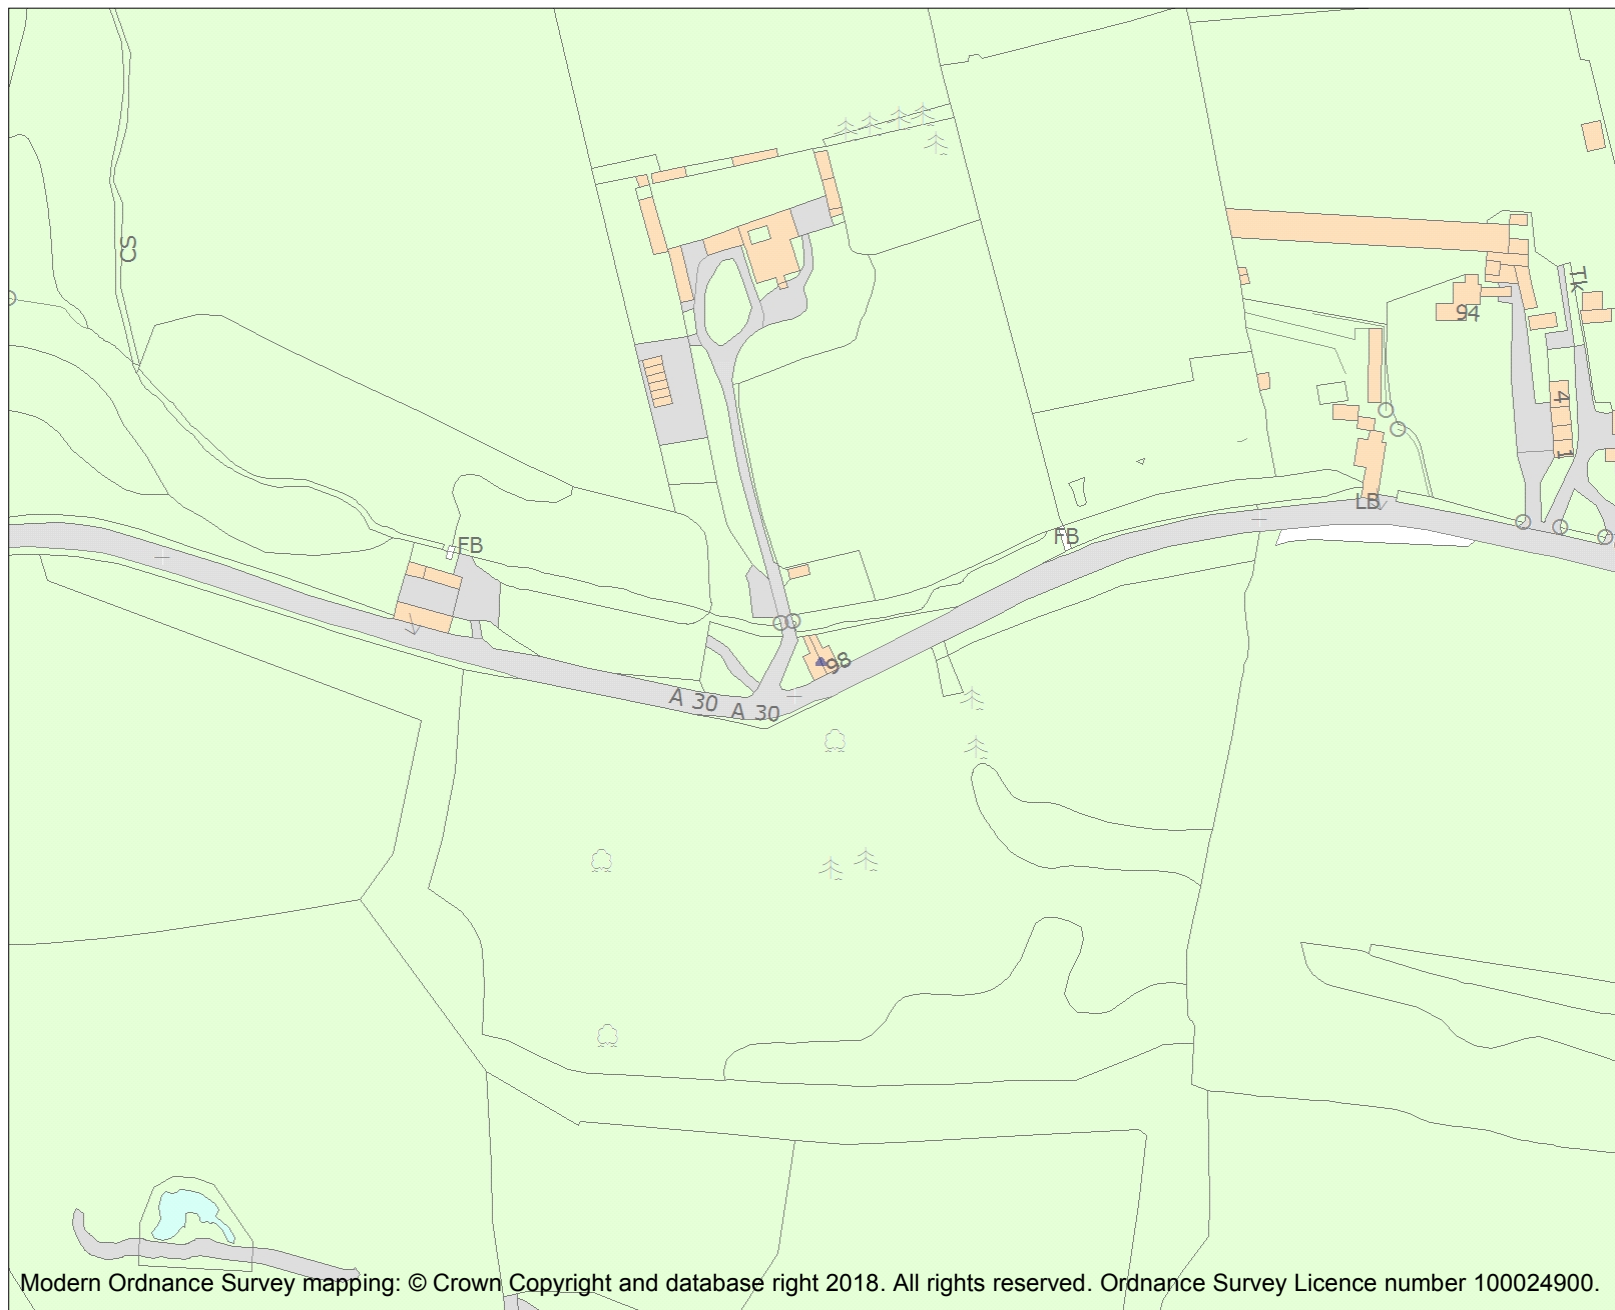 CS
Tk
94
4
1
LB
FB
FB
98
A 30
A 30
Modern Ordnance Survey mapping: © Crown Copyright and database right 2018. All rights reserved. Ordnance Survey Licence number 100024900.